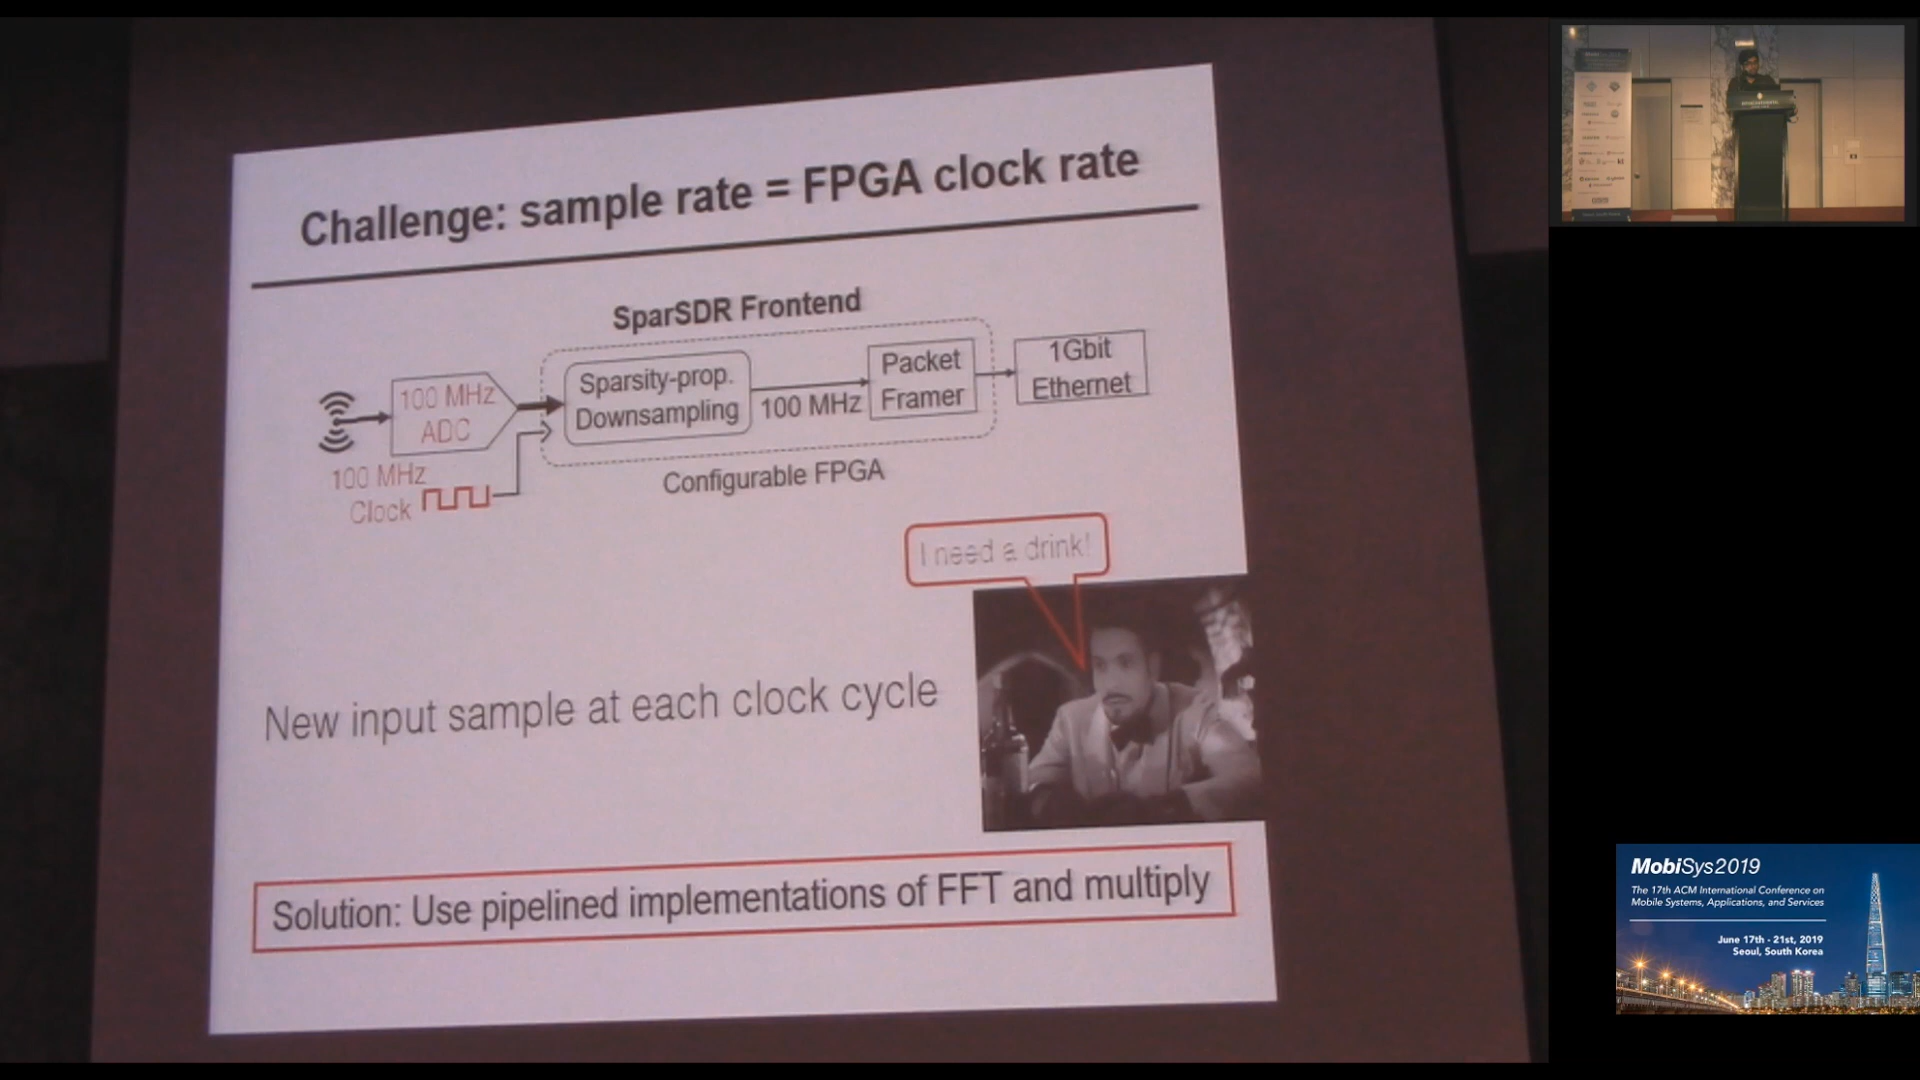 Challenge: sample rate = FPGA clock rate
SparSDR Frontend
100 MHz
ADC
Sparsity-prop.
Downsampling
100 MHz
Packet
Framer
1Gbit
Ethernet
100 MHz
Clock
Configurable FPGA
I need a drink!
New input sample at each clock cycle
Solution: Use pipelined implementations of FFT and multiply
MobiSys2019
The 17th ACM International Conference on
Mobile Systems, Applications, and Services
June 17th - 21st, 2019
Seoul, South Korea